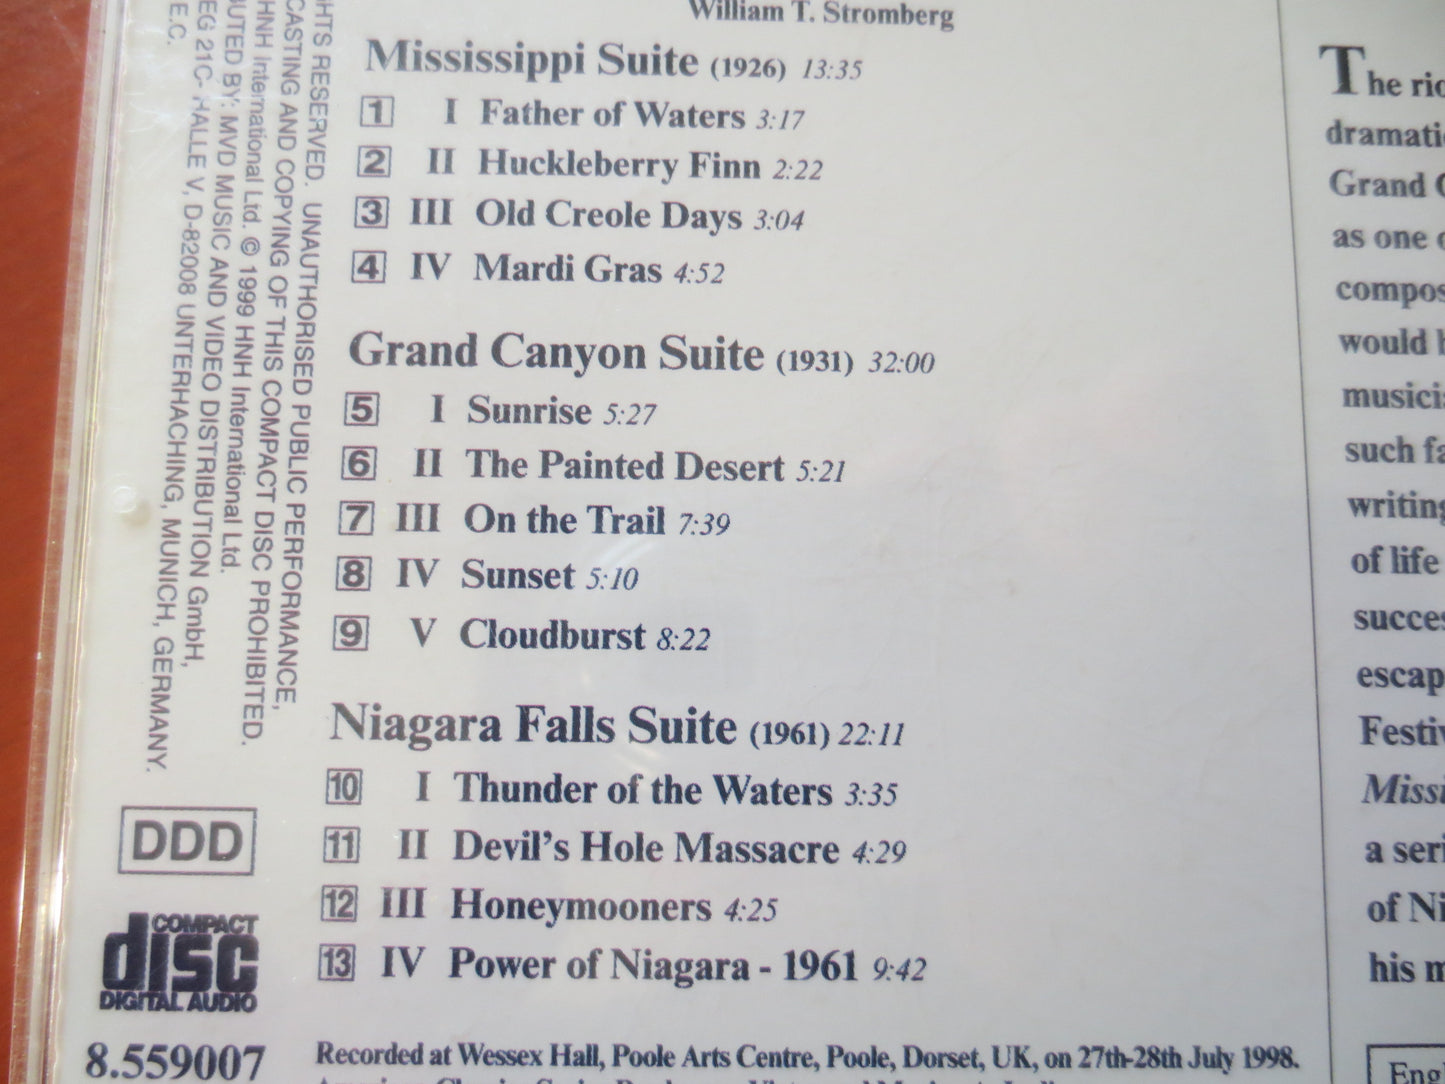 William T. Stromberg
Mississippi Suite (1926) 13:35
1 I Father of Waters 3:17
2 II Huckleberry Finn 2:22
3 III Old Creole Days 3:04
4 IV Mardi Gras 4:52
Grand Canyon Suite (1931) 32:00
5 I Sunrise 5:27
6 II The Painted Desert 5:21
7 III On the Trail 7:39
8 IV Sunset 5:10
9 V Cloudburst 8:22
Niagara Falls Suite (1961) 22:11
10 I Thunder of the Waters 3:35
11 II Devil's Hole Massacre 4:29
12 III Honeymooners 4:25
13 IV Power of Niagara - 1961 9:42
Recorded at Wessex Hall, Poole Arts Centre, Poole, Dorset, UK, on 27th-28th July 1998.
RESERVED. UNAUTHORISED PUBLIC PERFORMANCE,
CASTING AND COPYING OF THIS COMPACT DISC PROHIBITED.
HNH International Ltd. © 1999 HNH International Ltd.
BY: MVD MUSIC AND VIDEO DISTRIBUTION GmbH,
21C- HALLE V, D-82008 UNTERHACHING, MUNICH, GERMANY.
E.C.
DDD
COMPACT
disc
DIGITAL AUDIO
8.559007
The
dramati
Grand
as one
compos
would
musici
such
writing
of life
succes
escap
Festiv
Missi
a seri
of Ni
his
Eng